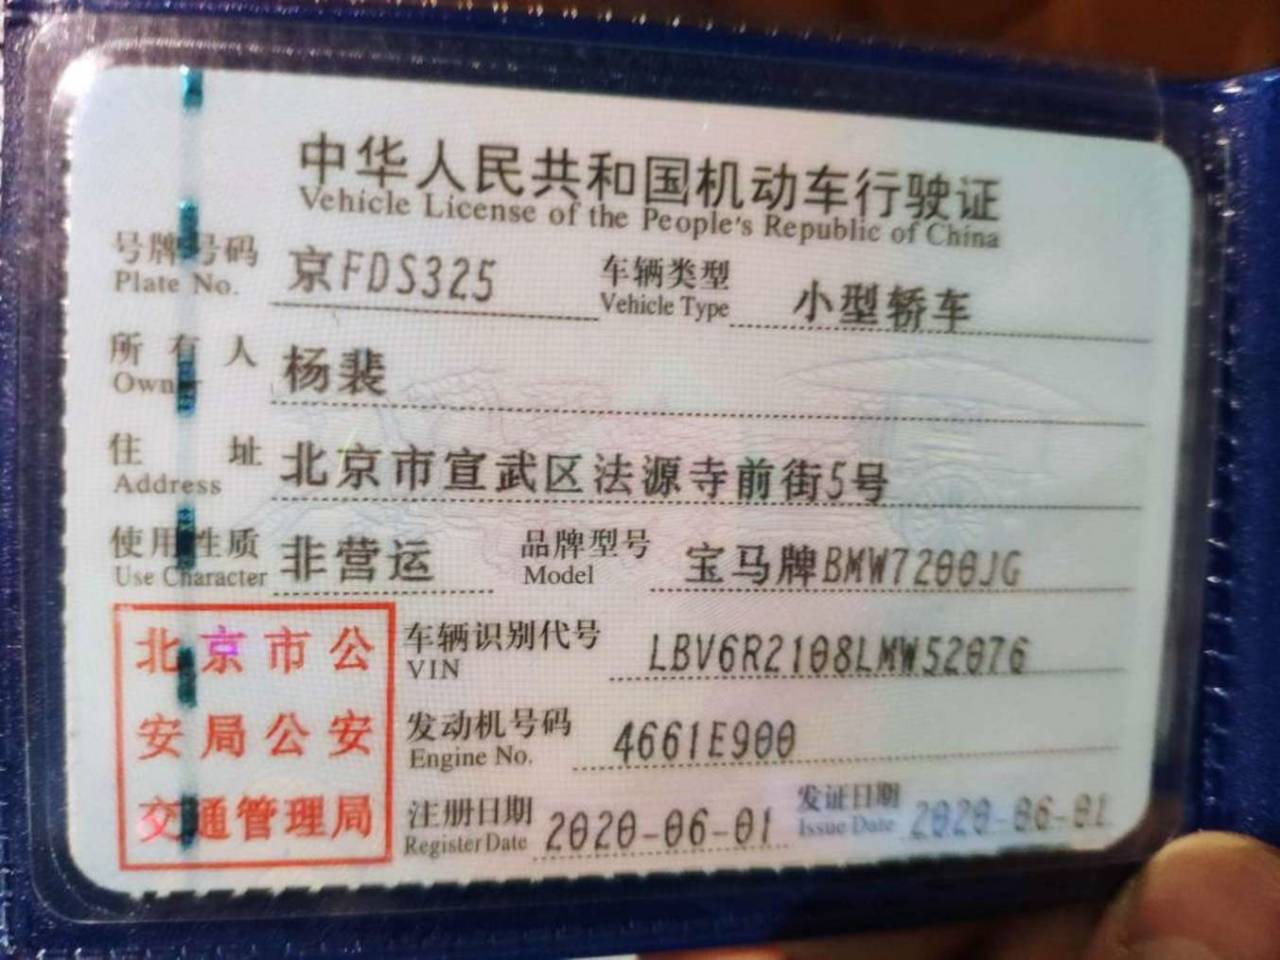 中华人民共和国机动车行驶证
Vehicle License of the People's Republic of China
号牌号码 京FDS325 车辆类型 小型轿车
Plate No. Vehicle Type
所有人 杨裴
Owner
住址 北京市宣武区法源寺前街5号
Address
使用性质 非营运 品牌型号 宝马牌BMW7200JG
Use Character Model
北京市公
安局公安
交通管理局
车辆识别代号 LBV6R2108LMW52076
VIN
发动机号码 4661E900
Engine No.
注册日期 2020-06-01 发证日期 2020-06-01
Register Date Issue Date